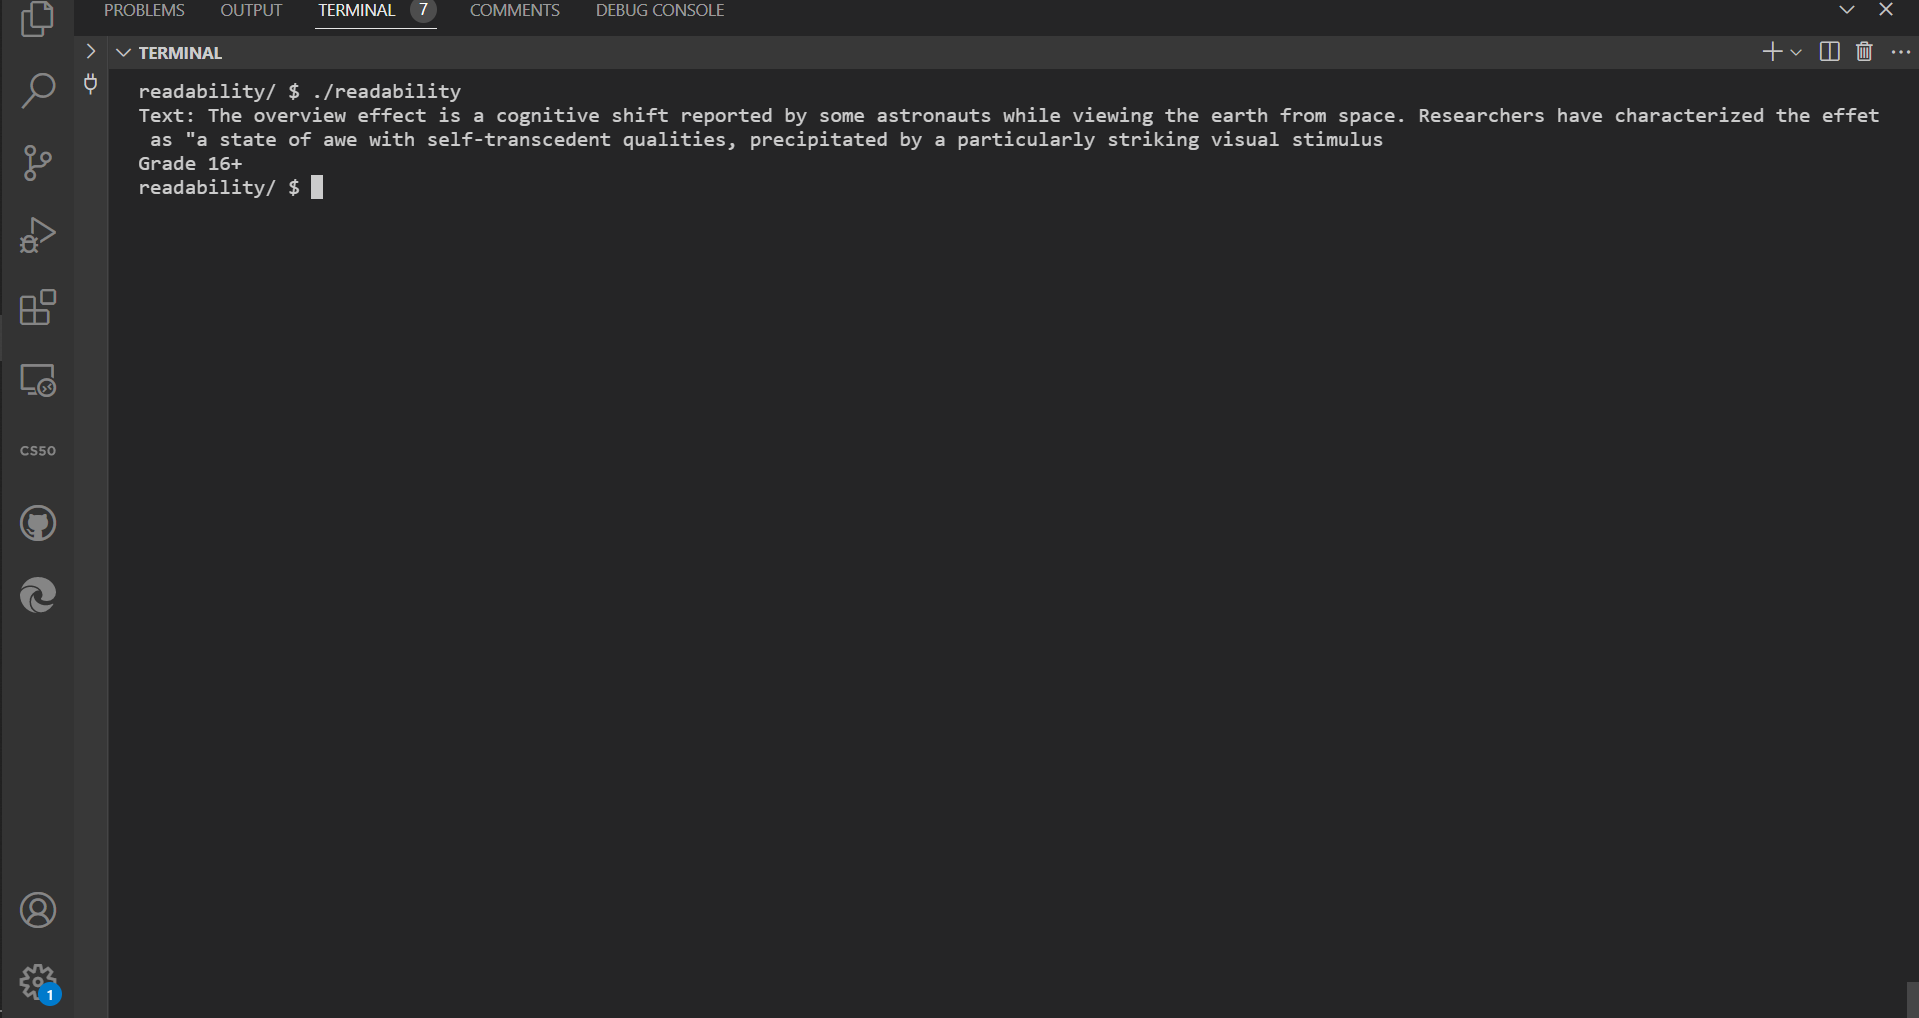 PROBLEMS OUTPUT TERMINAL 7 COMMENTS DEBUG CONSOLE
TERMINAL
readability/ $ ./readability
Text: The overview effect is a cognitive shift reported by some astronauts while viewing the earth from space. Researchers have characterized the effet
as "a state of awe with self-transcedent qualities, precipitated by a particularly striking visual stimulus
Grade 16+
readability/ $
CS50
1